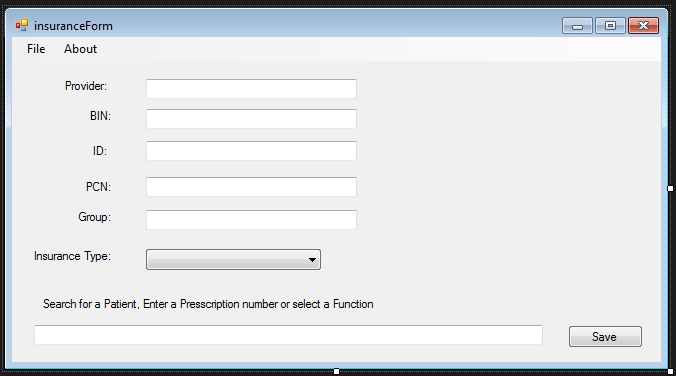 insuranceForm
File About
Provider:
BIN:
ID:
PCN:
Group:
Insurance Type:
Search for a Patient, Enter a Presscription number or select a Function
Save